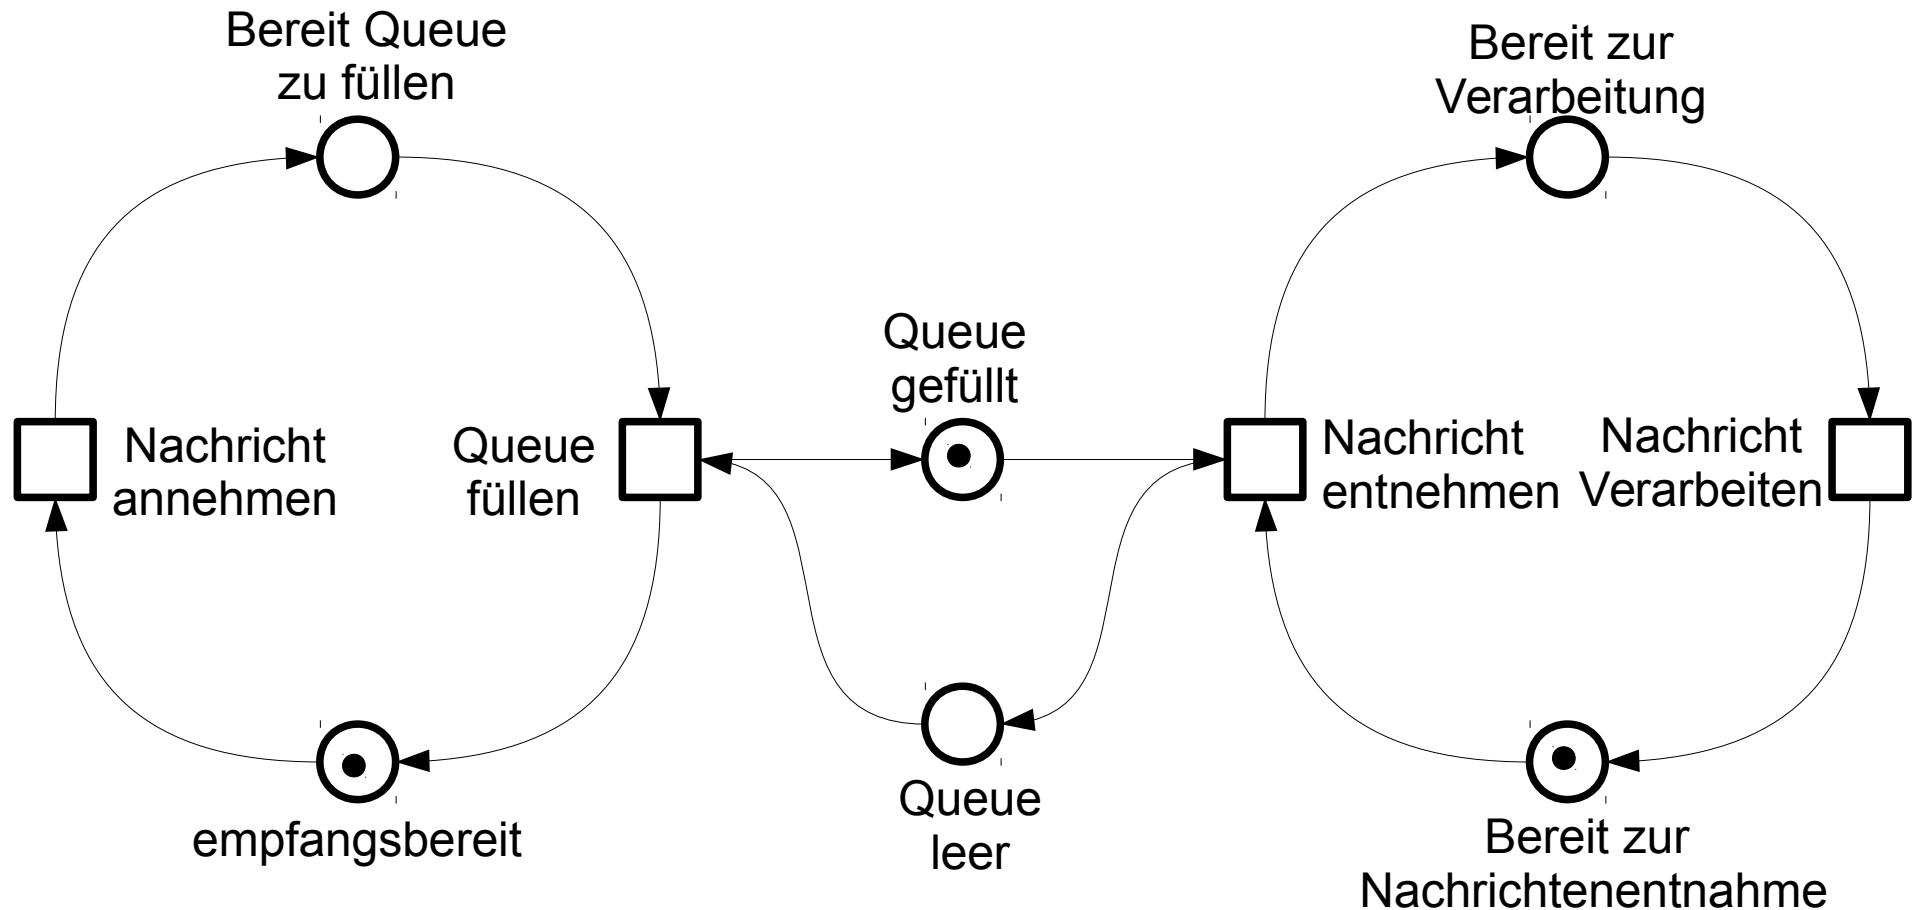 Bereit Queue
zu füllen
Bereit zur
Verarbeitung
Queue
gefüllt
Nachricht
annehmen
Queue
füllen
Nachricht
entnehmen
Nachricht
Verarbeiten
empfangsbereit
Queue
leer
Bereit zur
Nachrichtenentnahme